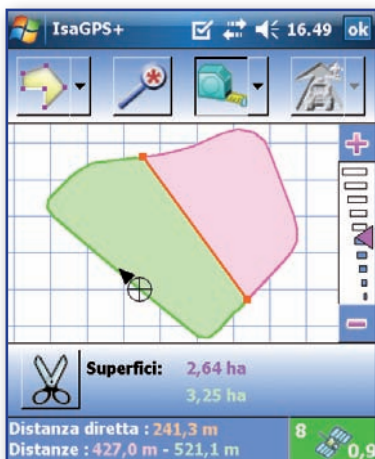 IsaGPS+ 16.49 ok
Superfici: 2,64 ha
3,25 ha
Distanza diretta : 241,3 m
Distanze : 427,0 m - 521,1 m
8
0,9